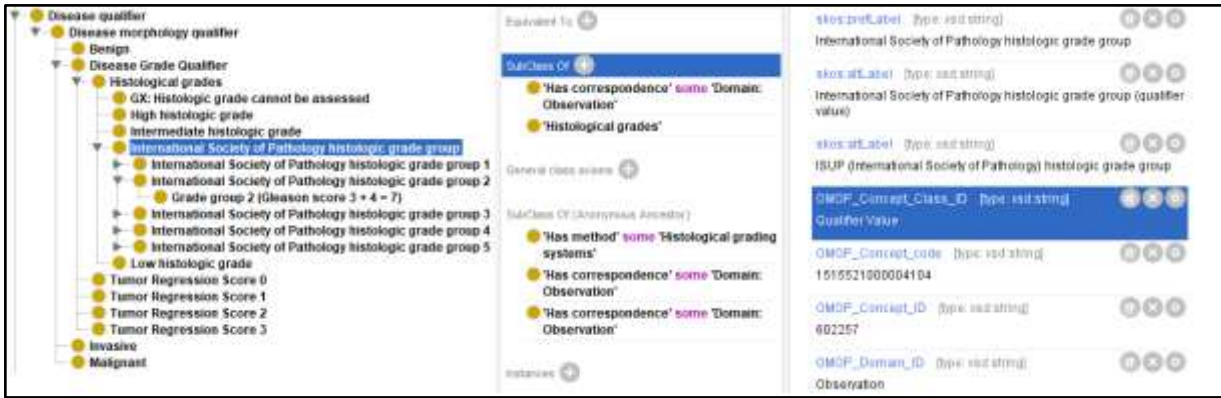 Disease qualifier
Disease morphology qualifier
Benign
Disease Grade Qualifier
Histological grades
GX: Histologic grade cannot be assessed
High histologic grade
Intermediate histologic grade
International Society of Pathology histologic grade group
International Society of Pathology histologic grade group 1
International Society of Pathology histologic grade group 2
Grade group 2 (Gleason score 3 + 4 = 7)
International Society of Pathology histologic grade group 3
International Society of Pathology histologic grade group 4
International Society of Pathology histologic grade group 5
Low histologic grade
Tumor Regression Score 0
Tumor Regression Score 1
Tumor Regression Score 2
Tumor Regression Score 3
Invasive
Malignant
Equivalent To
SubClass Of
'Has correspondence' some 'Domain:
Observation'
'Histological grades'
General class axioms
SubClass Of (Anonymous Ancestor)
'Has method' some 'Histological grading
systems'
'Has correspondence' some 'Domain:
Observation'
'Has correspondence' some 'Domain:
Observation'
Instances
skos:prefLabel [type: xsd:string]
International Society of Pathology histologic grade group
skos:altLabel [type: xsd:string]
International Society of Pathology histologic grade group (qualifier
value)
skos:altLabel [type: xsd:string]
ISUP (International Society of Pathology) histologic grade group
OMOP_Concept_Class_ID [type: xsd:string]
Qualifier Value
OMOP_Concept_code [type: xsd:string]
1515521000004104
OMOP_Concept_ID [type: xsd:string]
602257
OMOP_Domain_ID [type: xsd:string]
Observation